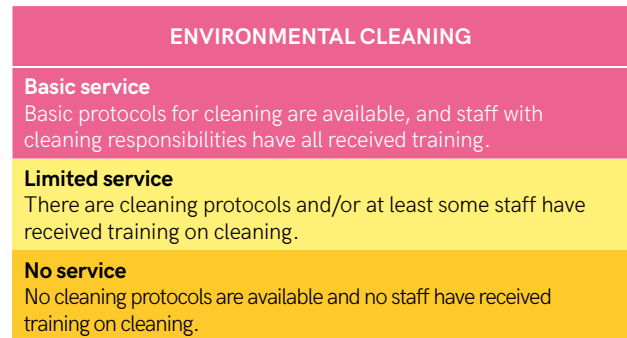 ENVIRONMENTAL CLEANING
Basic service
Basic protocols for cleaning are available, and staff with
cleaning responsibilities have all received training.
Limited service
There are cleaning protocols and/or at least some staff have
received training on cleaning.
No service
No cleaning protocols are available and no staff have received
training on cleaning.